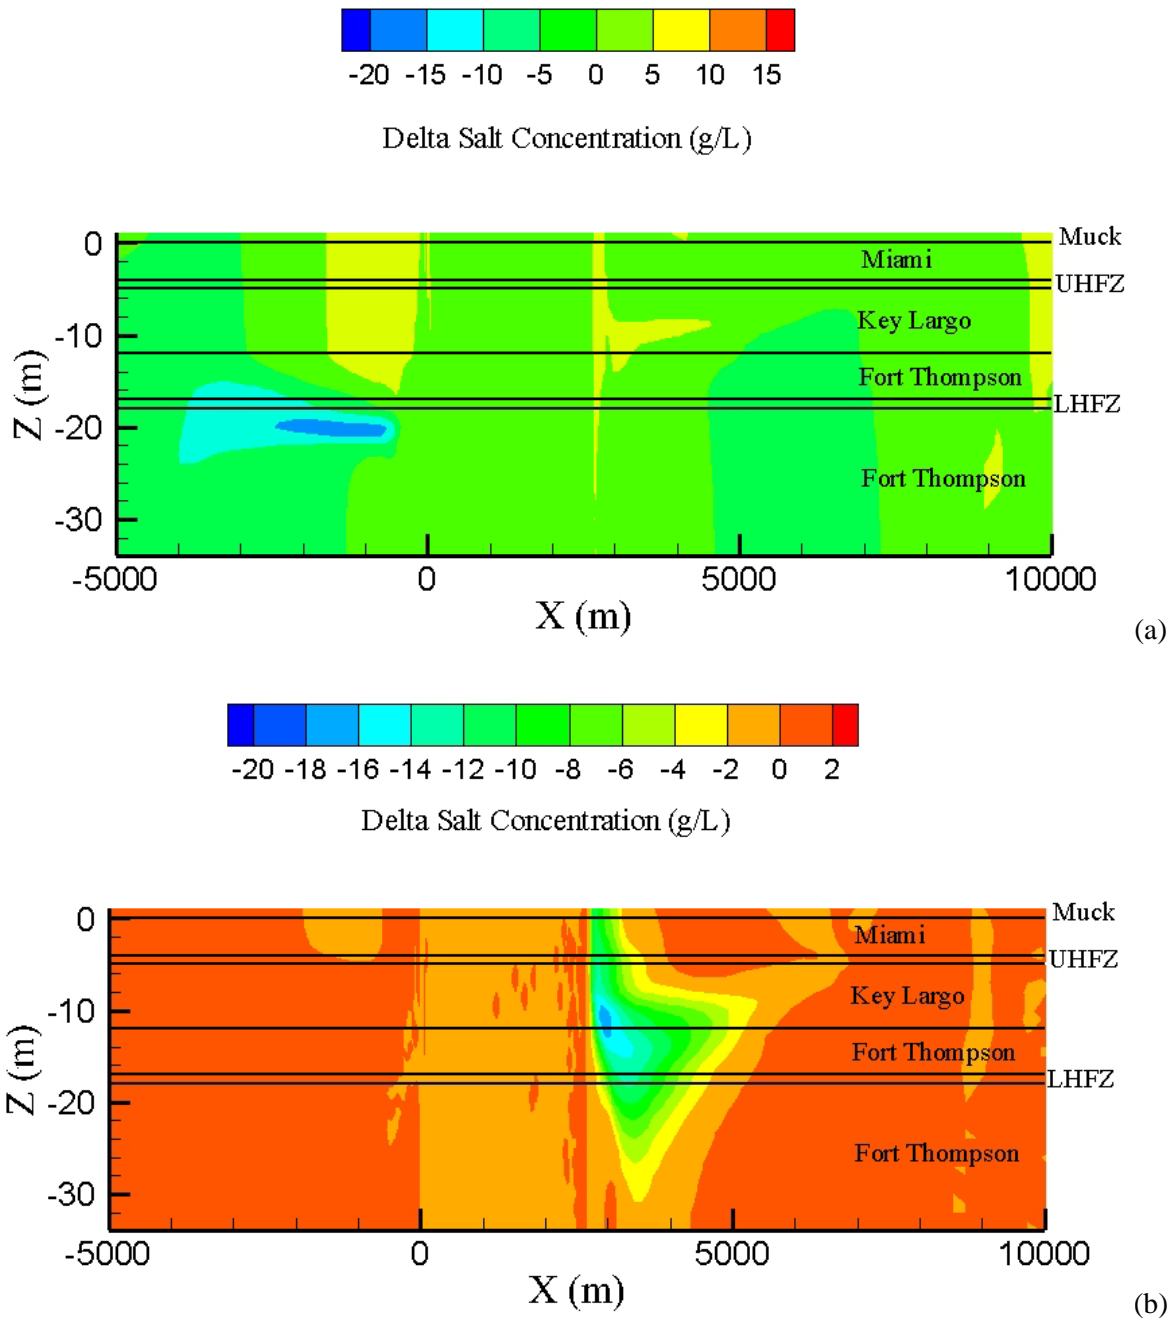 -20 -15 -10 -5 0 5 10 15
Delta Salt Concentration (g/L)
0
-10
-20
-30
Z (m)
Muck
Miami
UHFZ
Key Largo
Fort Thompson
LHFZ
Fort Thompson
-5000 0 5000 10000
X (m)
(a)
-20 -18 -16 -14 -12 -10 -8 -6 -4 -2 0 2
Delta Salt Concentration (g/L)
0
-10
-20
-30
Z (m)
Muck
Miami
UHFZ
Key Largo
Fort Thompson
LHFZ
Fort Thompson
-5000 0 5000 10000
X (m)
(b)